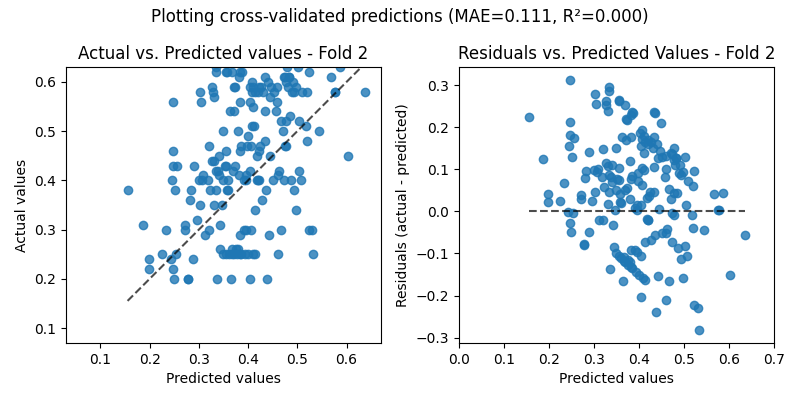 Plotting cross-validated predictions (MAE=0.111, R²=0.000)
Actual vs. Predicted values - Fold 2
Actual values
0.6
0.5
0.4
0.3
0.2
0.1
0.1 0.2 0.3 0.4 0.5 0.6
Predicted values
Residuals vs. Predicted Values - Fold 2
Residuals (actual - predicted)
0.3
0.2
0.1
0.0
−0.1
−0.2
−0.3
0.0 0.1 0.2 0.3 0.4 0.5 0.6 0.7
Predicted values